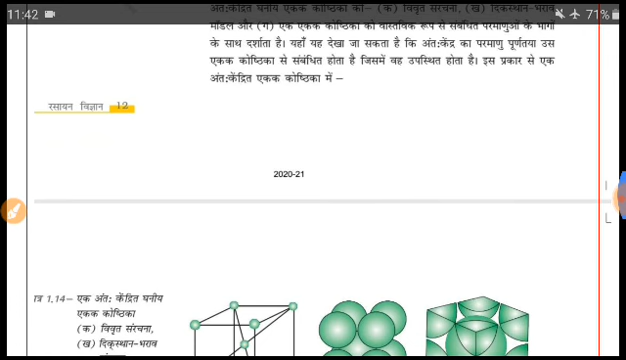 11:42 71%
अंत:केंद्रित घनीय एकक कोष्ठिका को– (क) विवृत संरचना, (ख) दिक्स्थान-भराव
मॉडल और (ग) एक एकक कोष्ठिका को वास्तविक रूप से संबंधित परमाणुओं के भागों
के साथ दर्शाता है। यहाँ यह देखा जा सकता है कि अंत:केंद्र का परमाणु पूर्णतया उस
एकक कोष्ठिका से संबंधित होता है जिसमें वह उपस्थित होता है। इस प्रकार से एक
अंत:केंद्रित एकक कोष्ठिका में –
रसायन विज्ञान 12
2020-21
त्र 1.14– एक अंत: केंद्रित घनीय
एकक कोष्ठिका
(क) विवृत संरचना,
(ख) दिक्स्थान-भराव